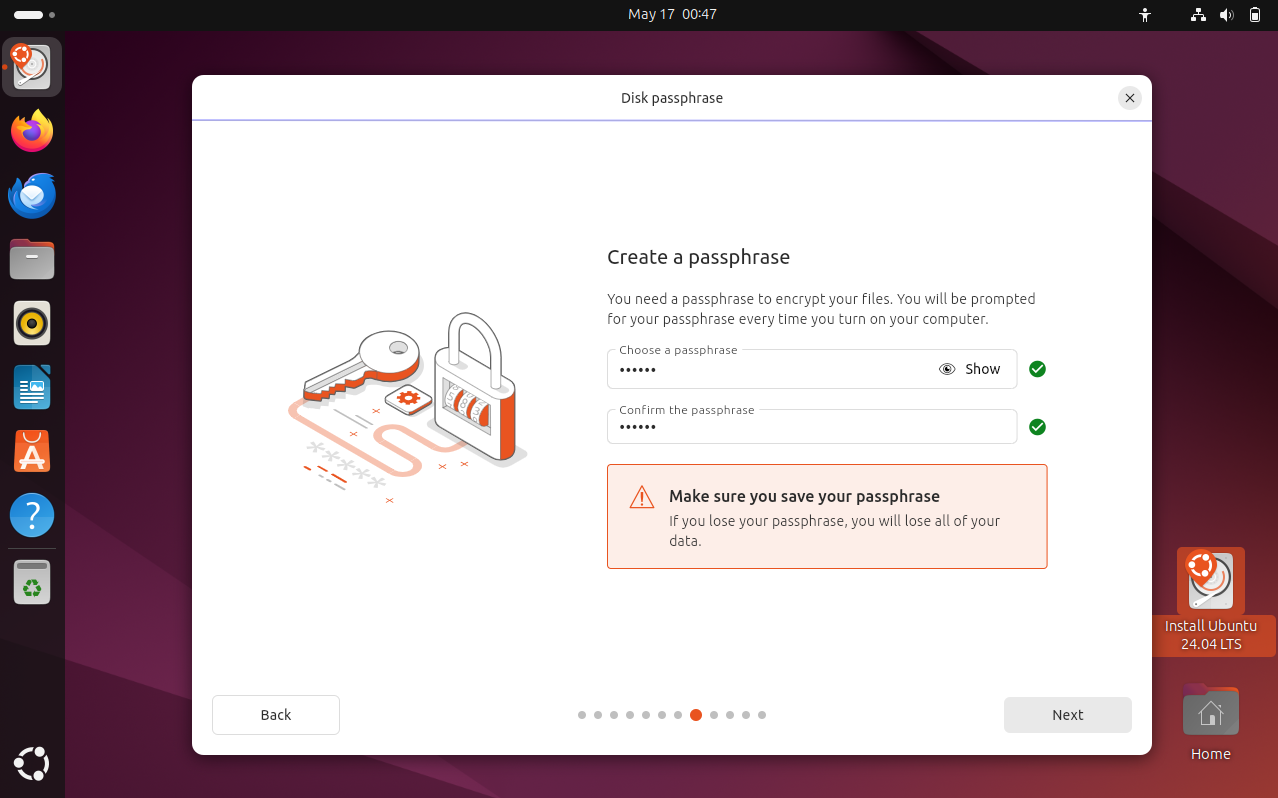 May 17 00:47
Disk passphrase
Create a passphrase
You need a passphrase to encrypt your files. You will be prompted
for your passphrase every time you turn on your computer.
Choose a passphrase
••••••
Show
Confirm the passphrase
••••••
Make sure you save your passphrase
If you lose your passphrase, you will lose all of your
data.
Back
Next
Install Ubuntu
24.04 LTS
Home